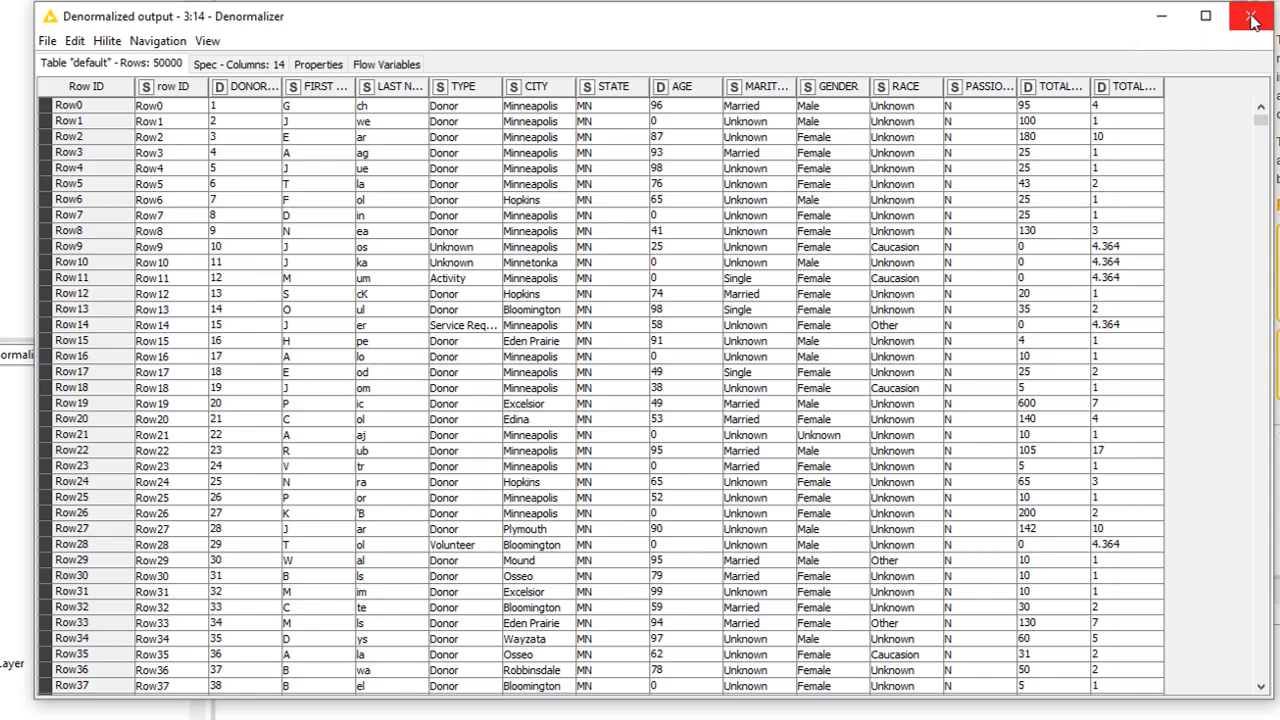 Denormalized output - 3:14 - Denormalizer
File Edit Hilite Navigation View
Table "default" - Rows: 50000 Spec - Columns: 14 Properties Flow Variables
Row ID S row ID D DONOR... S FIRST ... S LAST N... S TYPE S CITY S STATE D AGE S MARIT... S GENDER S RACE S PASSIO... D TOTAL... D TOTAL...
Row0 Row0 1 G ch Donor Minneapolis MN 96 Married Male Unknown N 95 4
Row1 Row1 2 J we Donor Minneapolis MN 0 Unknown Male Unknown N 100 1
Row2 Row2 3 E ar Donor Minneapolis MN 87 Unknown Female Unknown N 180 10
Row3 Row3 4 A ag Donor Minneapolis MN 93 Married Female Unknown N 25 1
Row4 Row4 5 J ue Donor Minneapolis MN 98 Unknown Female Unknown N 25 1
Row5 Row5 6 T la Donor Minneapolis MN 76 Unknown Female Unknown N 43 2
Row6 Row6 7 F ol Donor Hopkins MN 65 Unknown Male Unknown N 25 1
Row7 Row7 8 D in Donor Minneapolis MN 0 Unknown Female Unknown N 25 1
Row8 Row8 9 N ea Donor Minneapolis MN 41 Unknown Female Unknown N 130 3
Row9 Row9 10 J os Unknown Minneapolis MN 25 Unknown Female Caucasion N 0 4.364
Row10 Row10 11 J ka Unknown Minnetonka MN 0 Unknown Male Unknown N 0 4.364
Row11 Row11 12 M um Activity Minneapolis MN 0 Single Female Caucasion N 0 4.364
Row12 Row12 13 S cK Donor Hopkins MN 74 Married Female Unknown N 20 1
Row13 Row13 14 O ul Donor Bloomington MN 98 Single Female Unknown N 35 2
Row14 Row14 15 J er Service Req... Minneapolis MN 58 Unknown Female Other N 0 4.364
Row15 Row15 16 H pe Donor Eden Prairie MN 91 Unknown Male Unknown N 4 1
Row16 Row16 17 A lo Donor Minneapolis MN 0 Unknown Female Unknown N 10 1
Row17 Row17 18 E od Donor Minneapolis MN 49 Single Female Unknown N 25 2
Row18 Row18 19 J om Donor Minneapolis MN 38 Unknown Female Caucasion N 5 1
Row19 Row19 20 P ic Donor Excelsior MN 49 Married Male Unknown N 600 7
Row20 Row20 21 C ol Donor Edina MN 53 Married Female Unknown N 140 4
Row21 Row21 22 A aj Donor Minneapolis MN 0 Unknown Unknown Unknown N 10 1
Row22 Row22 23 R ub Donor Minneapolis MN 95 Married Male Unknown N 105 17
Row23 Row23 24 V tr Donor Minneapolis MN 0 Married Female Unknown N 5 1
Row24 Row24 25 N ra Donor Hopkins MN 65 Married Female Unknown N 65 3
Row25 Row25 26 P or Donor Minneapolis MN 52 Unknown Female Unknown N 10 1
Row26 Row26 27 K 'B Donor Minneapolis MN 0 Unknown Female Unknown N 200 2
Row27 Row27 28 J ar Donor Plymouth MN 90 Unknown Male Unknown N 142 10
Row28 Row28 29 T ol Volunteer Bloomington MN 0 Unknown Male Unknown N 0 4.364
Row29 Row29 30 W al Donor Mound MN 95 Married Male Other N 10 1
Row30 Row30 31 B ls Donor Osseo MN 79 Married Female Unknown N 10 1
Row31 Row31 32 M im Donor Excelsior MN 99 Unknown Female Unknown N 10 1
Row32 Row32 33 C te Donor Bloomington MN 59 Married Female Unknown N 30 2
Row33 Row33 34 M ls Donor Eden Prairie MN 94 Married Female Other N 130 7
Row34 Row34 35 D ys Donor Wayzata MN 97 Unknown Male Unknown N 60 5
Row35 Row35 36 A la Donor Osseo MN 62 Unknown Female Caucasion N 31 2
Row36 Row36 37 B wa Donor Robbinsdale MN 78 Unknown Female Unknown N 50 2
Row37 Row37 38 B el Donor Bloomington MN 0 Unknown Female Unknown N 5 1
ormali
ayer